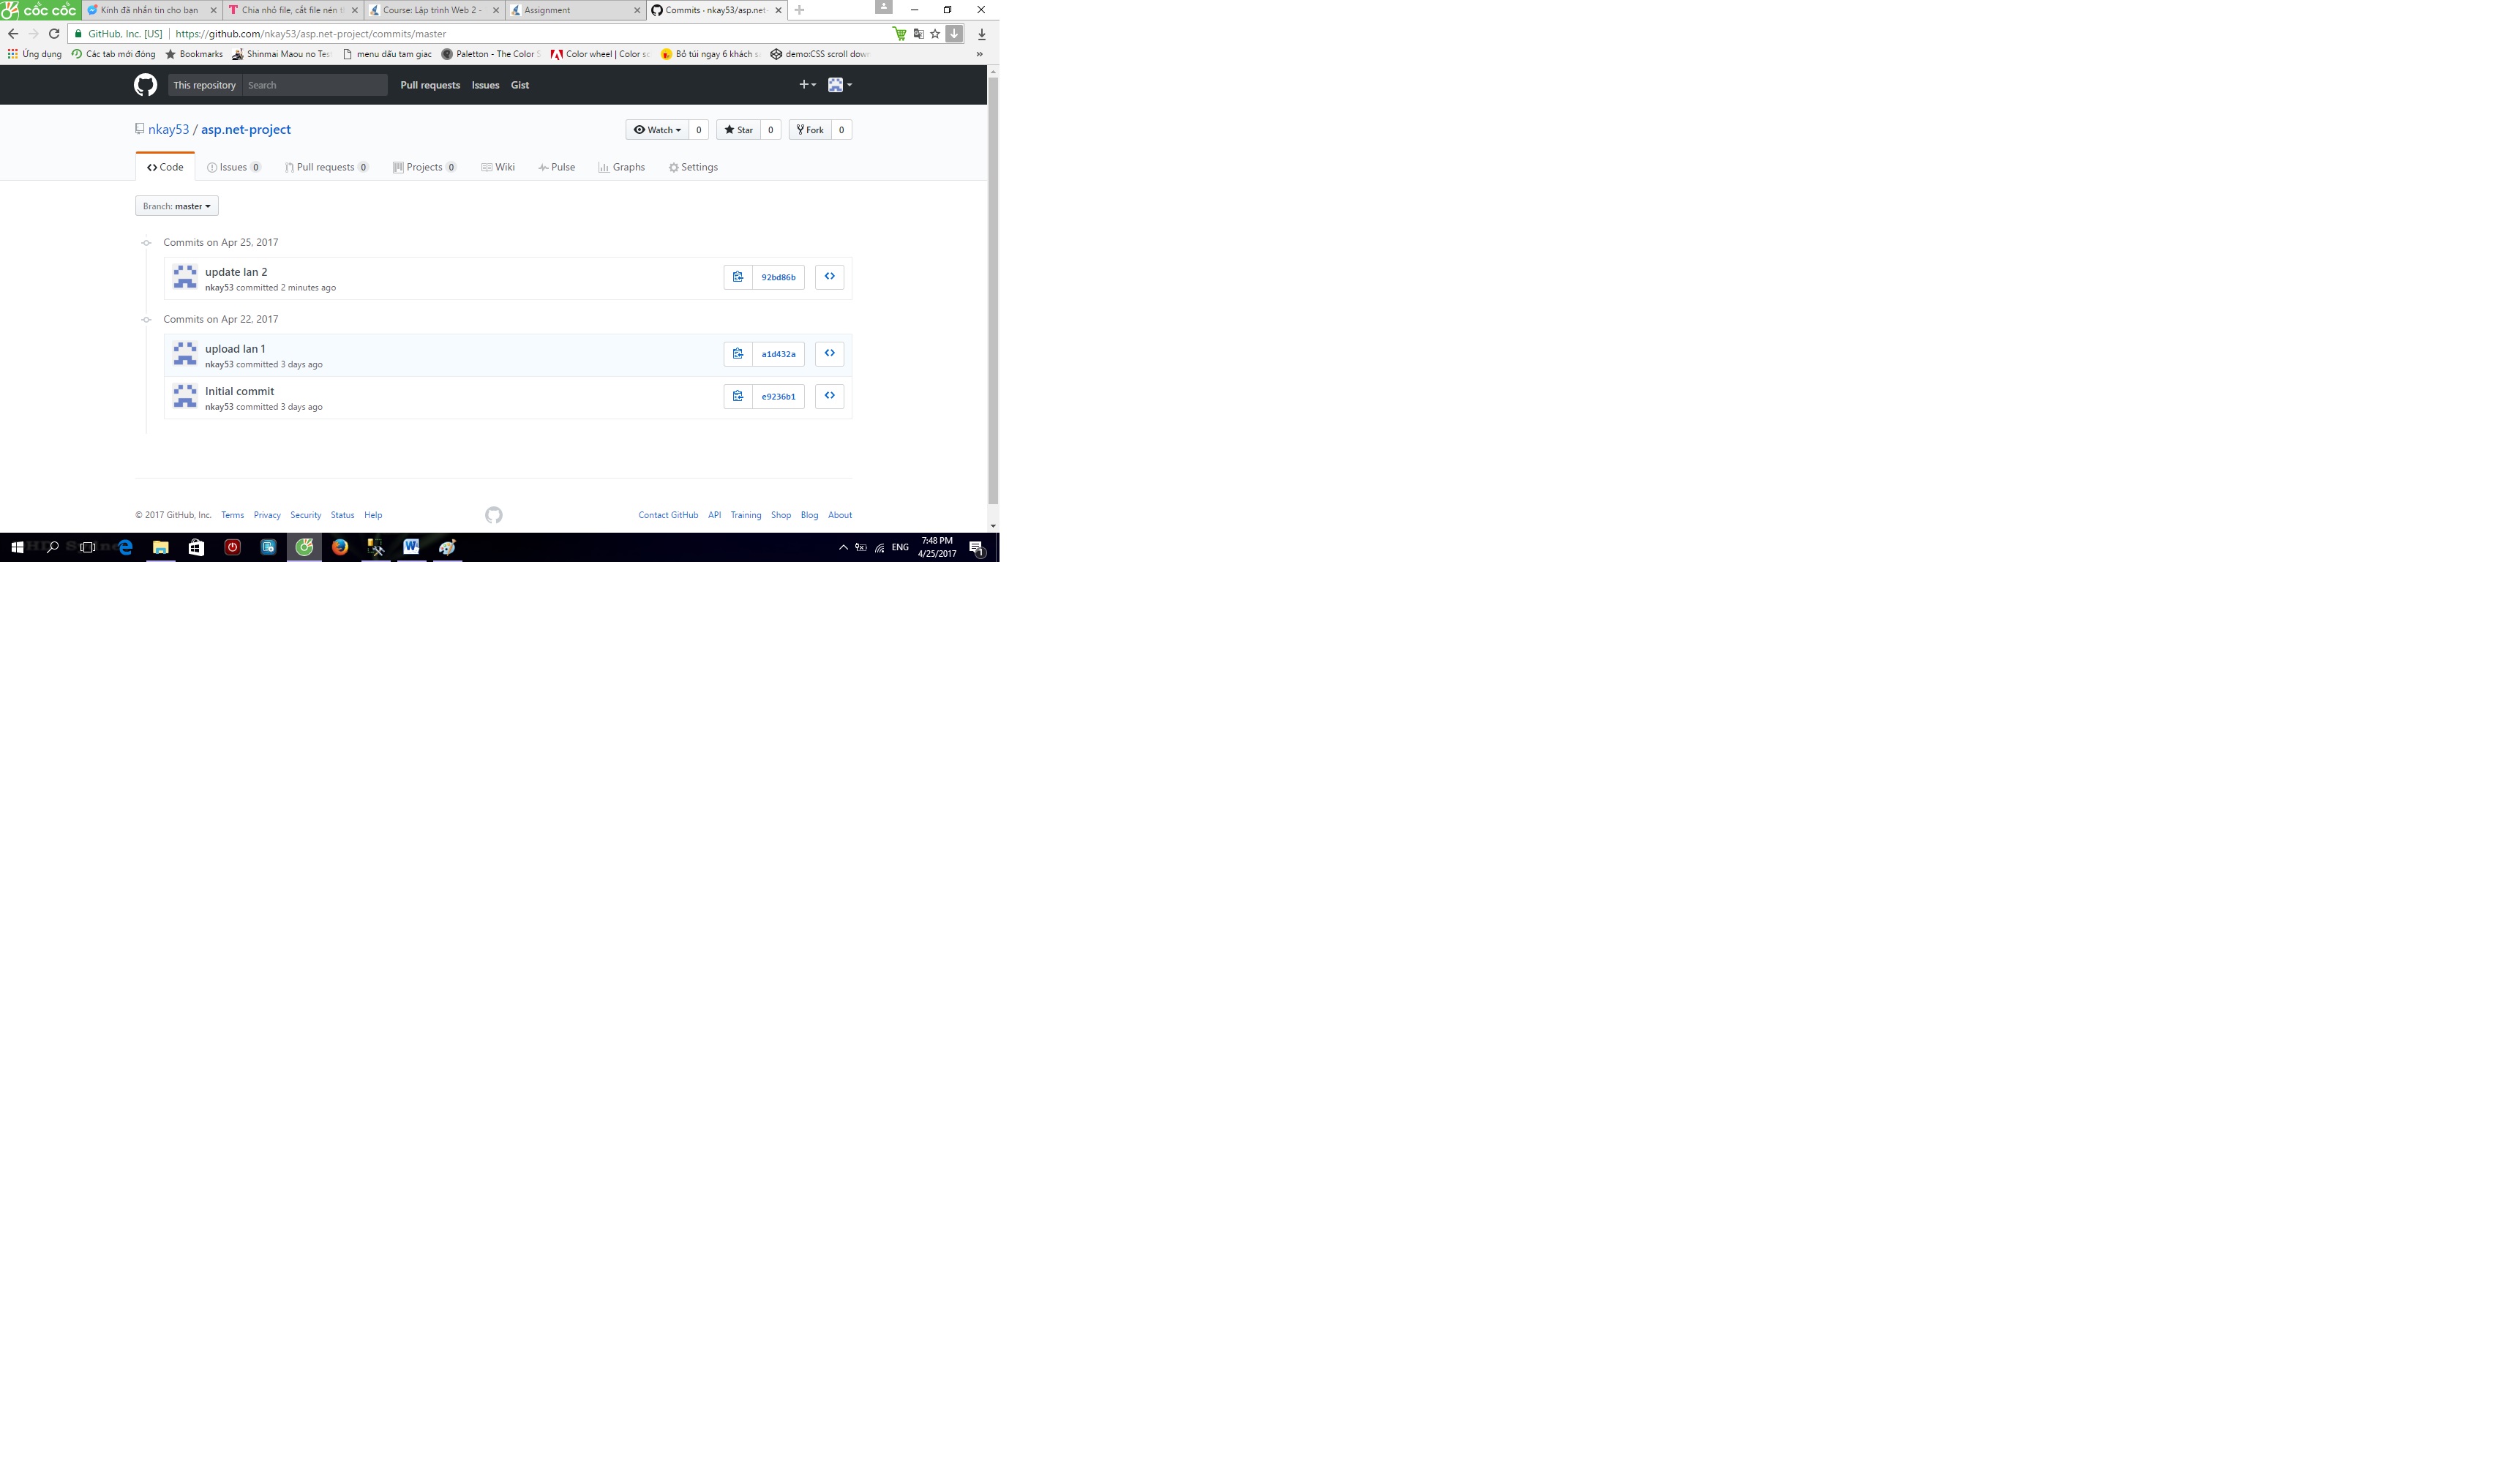 cốc cốc Kính đã nhắn tin cho bạn Chia nhỏ file, cắt file nén Course: Lập trình Web 2 - Assignment Commits · nkay53/asp.net-
GitHub, Inc. [US] https://github.com/nkay53/asp.net-project/commits/master
Ứng dụng Các tab mới đóng Bookmarks Shinmai Maou no Tes menu dấu tam giac Paletton - The Color S Color wheel | Color sc Bỏ túi ngay 6 khách s demo:CSS scroll dow »
This repository Search Pull requests Issues Gist
nkay53 / asp.net-project Watch 0 Star 0 Fork 0
Code Issues 0 Pull requests 0 Projects 0 Wiki Pulse Graphs Settings
Branch: master
Commits on Apr 25, 2017
update lan 2
nkay53 committed 2 minutes ago
92bd86b
Commits on Apr 22, 2017
upload lan 1
nkay53 committed 3 days ago
a1d432a
Initial commit
nkay53 committed 3 days ago
e9236b1
© 2017 GitHub, Inc. Terms Privacy Security Status Help Contact GitHub API Training Shop Blog About
ENG 7:48 PM
4/25/2017 1